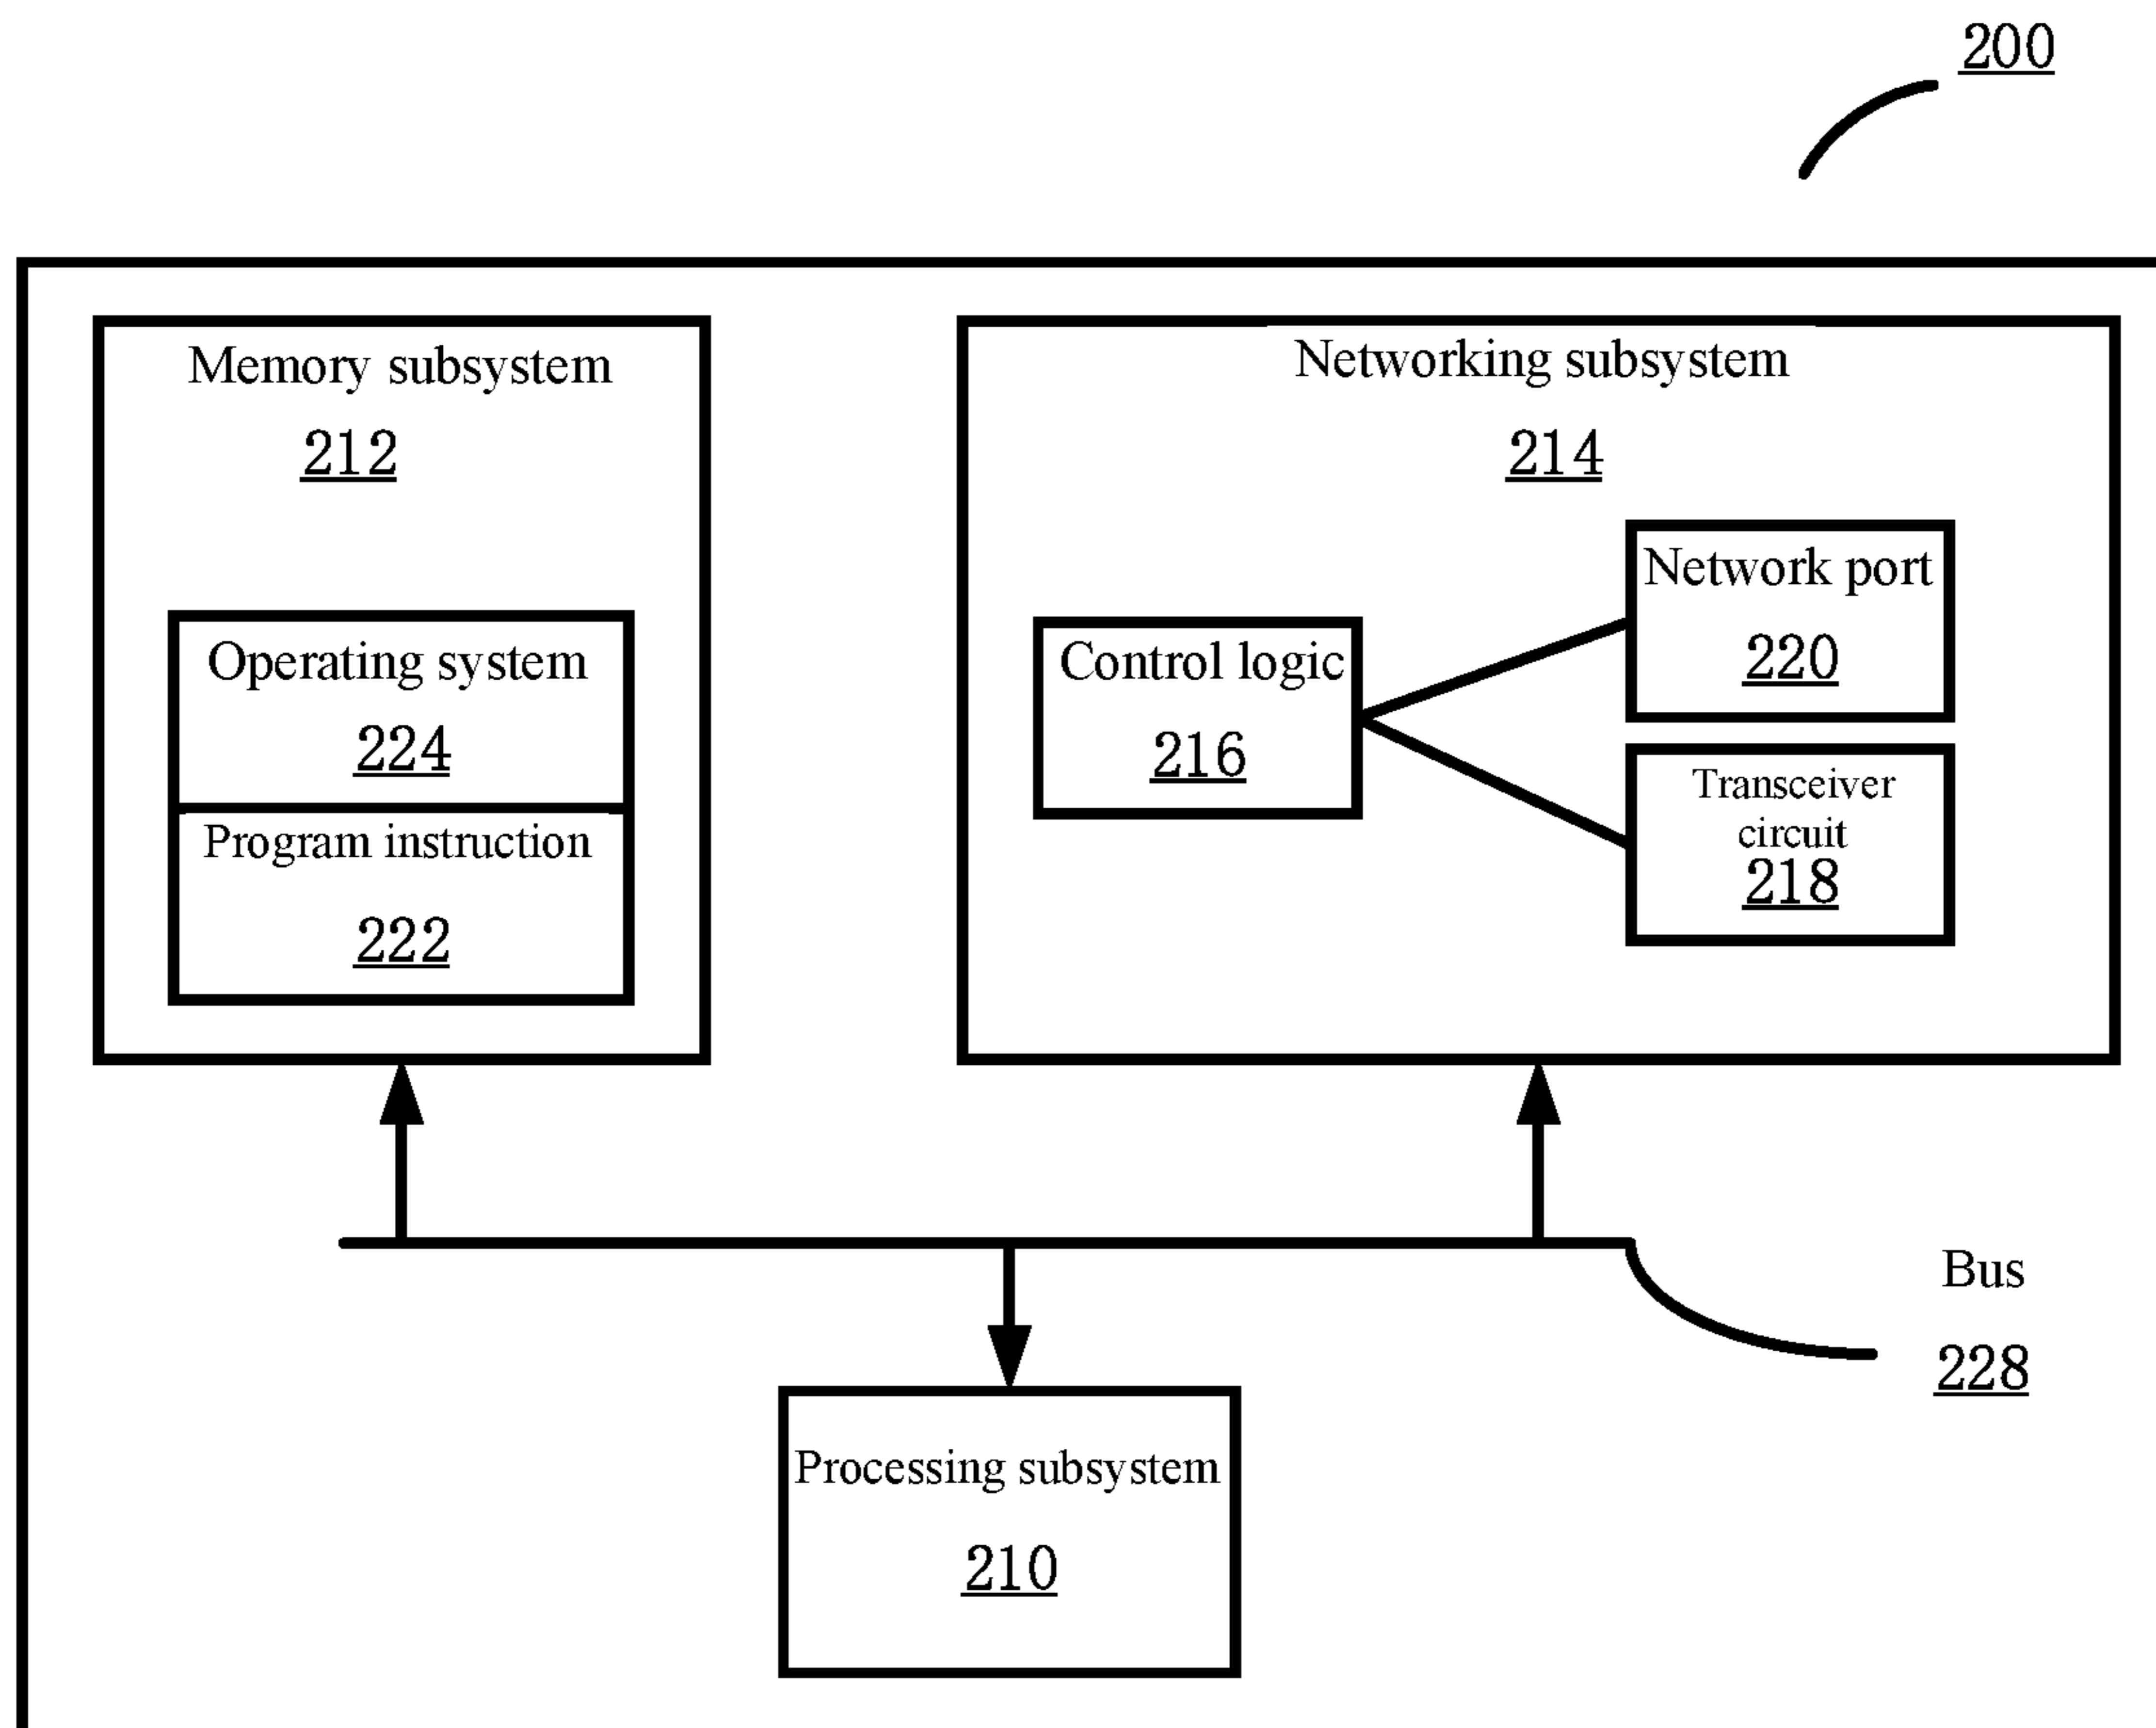 200
Memory subsystem
212
Operating system
224
Program instruction
222
Networking subsystem
214
Control logic
216
Network port
220
Transceiver
circuit
218
Bus
228
Processing subsystem
210